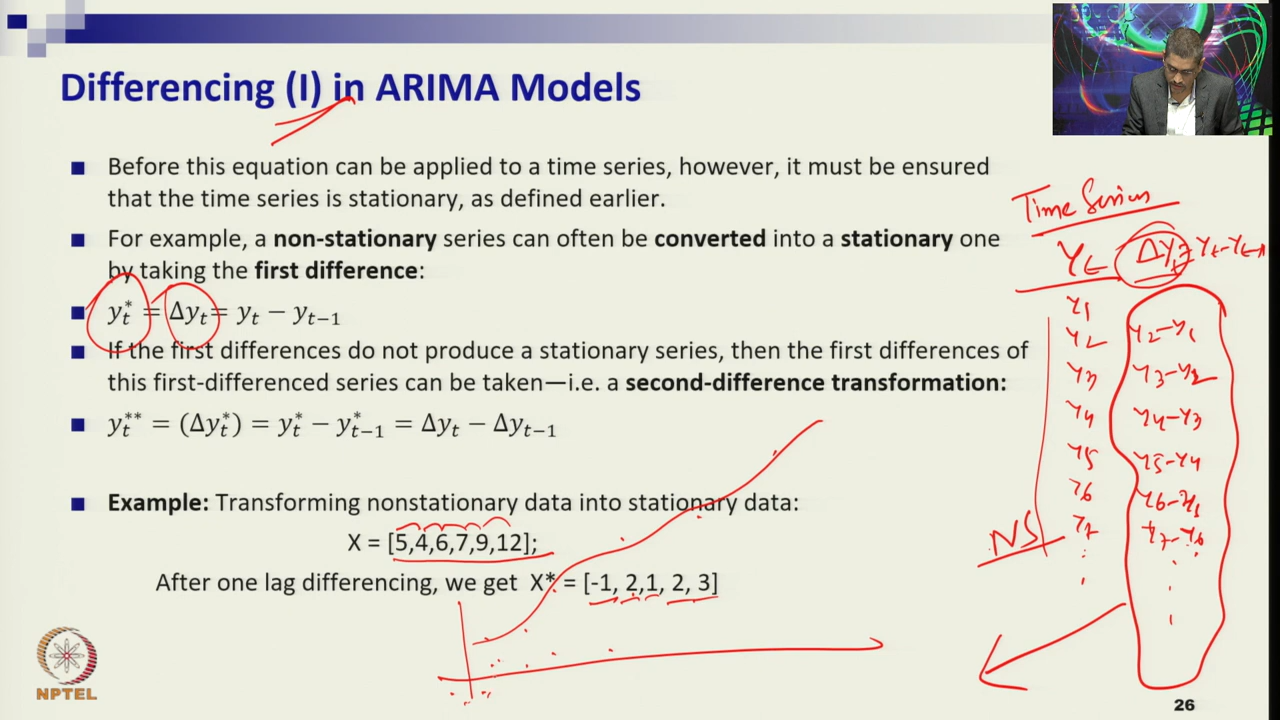 Differencing (I) in ARIMA Models
Before this equation can be applied to a time series, however, it must be ensured
that the time series is stationary, as defined earlier.
For example, a non-stationary series can often be converted into a stationary one
by taking the first difference:
y*ₜ = Δyₜ = yₜ − yₜ₋₁
If the first differences do not produce a stationary series, then the first differences of
this first-differenced series can be taken—i.e. a second-difference transformation:
y**ₜ = (Δy*ₜ) = y*ₜ − y*ₜ₋₁ = Δyₜ − Δyₜ₋₁
Example: Transforming nonstationary data into stationary data:
X = [5,4,6,7,9,12];
After one lag differencing, we get X* = [-1, 2,1, 2, 3]
Time Series
Yt ΔYt = Yt-Yt-1
Y1
Y2 Y2-Y1
Y3 Y3-Y2
Y4 Y4-Y3
Y5 Y5-Y4
Y6 Y6-Y5
Y7 Y7-Y6
NS
NPTEL
26